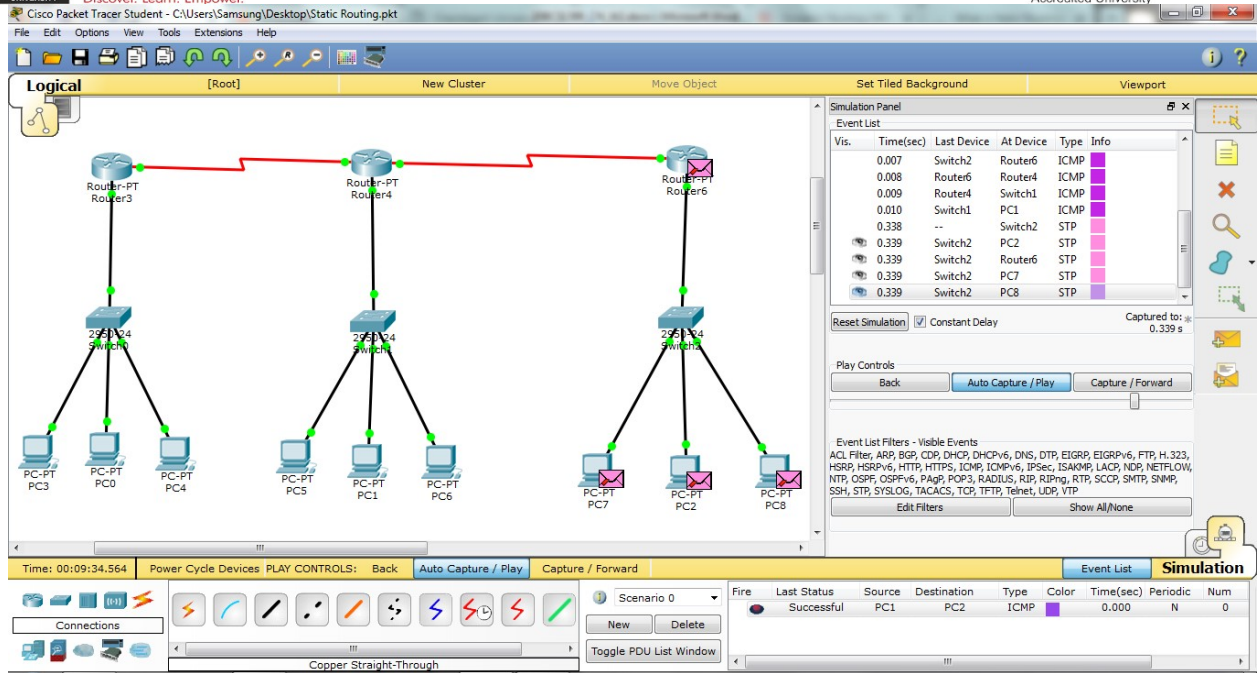 Discover. Learn. Empower.
Accredited University
Cisco Packet Tracer Student - C:\Users\Samsung\Desktop\Static Routing.pkt
File Edit Options View Tools Extensions Help
Logical [Root] New Cluster Move Object Set Tiled Background Viewport
Router-PT
Router3
Router-PT
Router4
Router-PT
Router6
2950-24
Switch0
2950-24
Switch1
2950-24
Switch2
PC-PT
PC3
PC-PT
PC0
PC-PT
PC4
PC-PT
PC5
PC-PT
PC1
PC-PT
PC6
PC-PT
PC7
PC-PT
PC2
PC-PT
PC8
Simulation Panel
Event List
Vis. Time(sec) Last Device At Device Type Info
0.007 Switch2 Router6 ICMP
0.008 Router6 Router4 ICMP
0.009 Router4 Switch1 ICMP
0.010 Switch1 PC1 ICMP
0.338 -- Switch2 STP
0.339 Switch2 PC2 STP
0.339 Switch2 Router6 STP
0.339 Switch2 PC7 STP
0.339 Switch2 PC8 STP
Reset Simulation Constant Delay Captured to: *
0.339 s
Play Controls
Back Auto Capture / Play Capture / Forward
Event List Filters - Visible Events
ACL Filter, ARP, BGP, CDP, DHCP, DHCPv6, DNS, DTP, EIGRP, EIGRPv6, FTP, H.323,
HSRP, HSRPv6, HTTP, HTTPS, ICMP, ICMPv6, IPSec, ISAKMP, LACP, NDP, NETFLOW,
NTP, OSPF, OSPFv6, PAgP, POP3, RADIUS, RIP, RIPng, RTP, SCCP, SMTP, SNMP,
SSH, STP, SYSLOG, TACACS, TCP, TFTP, Telnet, UDP, VTP
Edit Filters Show All/None
Time: 00:09:34.564 Power Cycle Devices PLAY CONTROLS: Back Auto Capture / Play Capture / Forward Event List Simulation
Connections
Copper Straight-Through
Scenario 0
New Delete
Toggle PDU List Window
Fire Last Status Source Destination Type Color Time(sec) Periodic Num
Successful PC1 PC2 ICMP 0.000 N 0